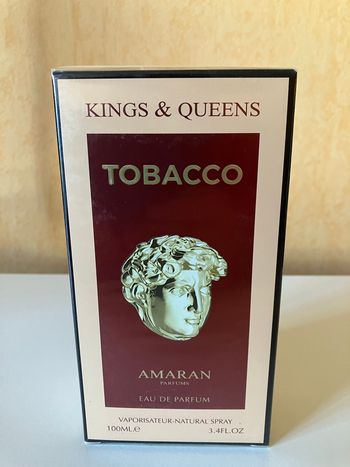 KINGS & QUEENS
TOBACCO
AMARAN
PARFUMS
EAU DE PARFUM
VAPORISATEUR-NATURAL SPRAY
100ML.℮ 3.4FL.OZ